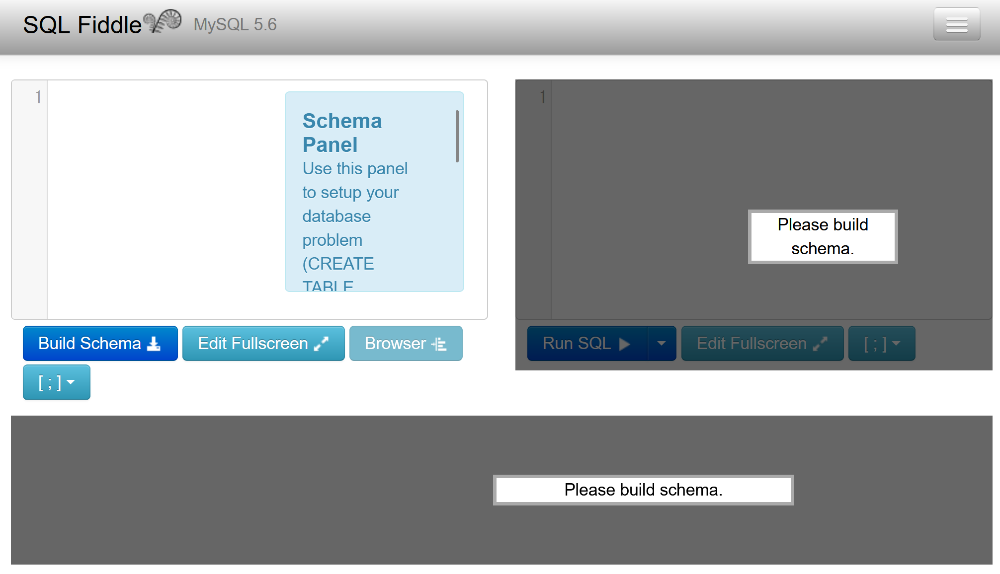 SQL Fiddle MySQL 5.6
1
Schema
Panel
Use this panel
to setup your
database
problem
(CREATE
TABLE
1
Please build
schema.
Build Schema Edit Fullscreen Browser
[ ; ]
Run SQL Edit Fullscreen [ ; ]
Please build schema.